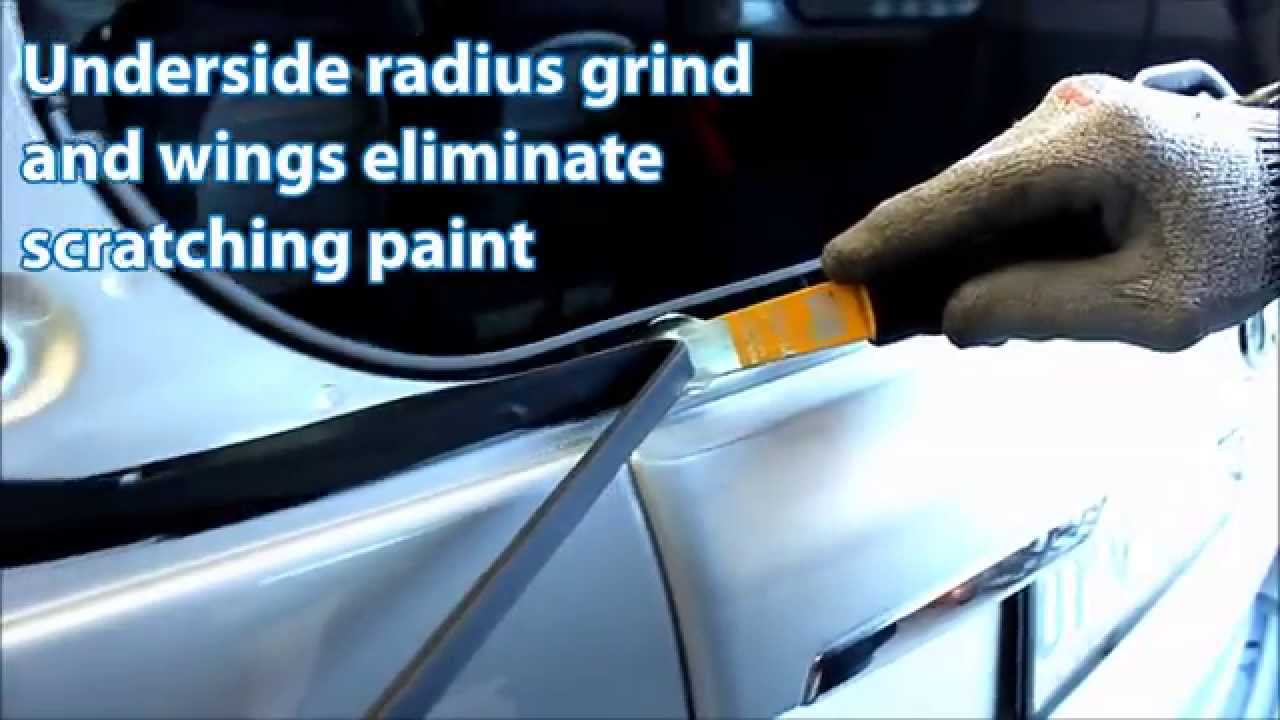 Underside radius grind
and wings eliminate
scratching paint